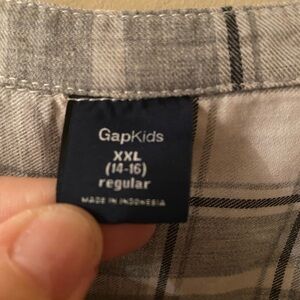 GapKids
XXL
(14-16)
regular
MADE IN INDONESIA